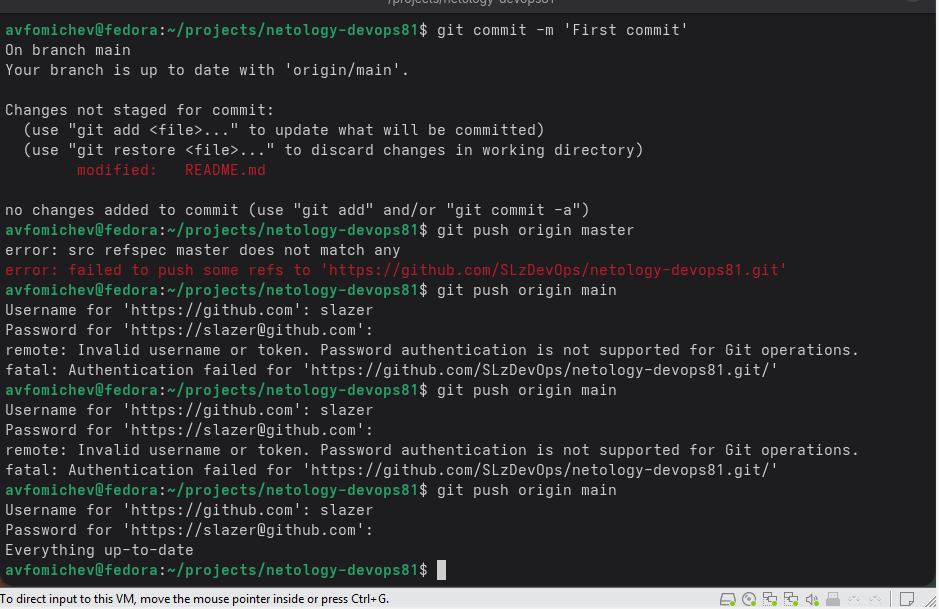 /projects/netology-devops81
avfomichev@fedora:~/projects/netology-devops81$ git commit -m 'First commit'
On branch main
Your branch is up to date with 'origin/main'.
Changes not staged for commit:
  (use "git add <file>..." to update what will be committed)
  (use "git restore <file>..." to discard changes in working directory)
        modified:   README.md
no changes added to commit (use "git add" and/or "git commit -a")
avfomichev@fedora:~/projects/netology-devops81$ git push origin master
error: src refspec master does not match any
error: failed to push some refs to 'https://github.com/SLzDevOps/netology-devops81.git'
avfomichev@fedora:~/projects/netology-devops81$ git push origin main
Username for 'https://github.com': slazer
Password for 'https://slazer@github.com':
remote: Invalid username or token. Password authentication is not supported for Git operations.
fatal: Authentication failed for 'https://github.com/SLzDevOps/netology-devops81.git/'
avfomichev@fedora:~/projects/netology-devops81$ git push origin main
Username for 'https://github.com': slazer
Password for 'https://slazer@github.com':
remote: Invalid username or token. Password authentication is not supported for Git operations.
fatal: Authentication failed for 'https://github.com/SLzDevOps/netology-devops81.git/'
avfomichev@fedora:~/projects/netology-devops81$ git push origin main
Username for 'https://github.com': slazer
Password for 'https://slazer@github.com':
Everything up-to-date
avfomichev@fedora:~/projects/netology-devops81$
To direct input to this VM, move the mouse pointer inside or press Ctrl+G.